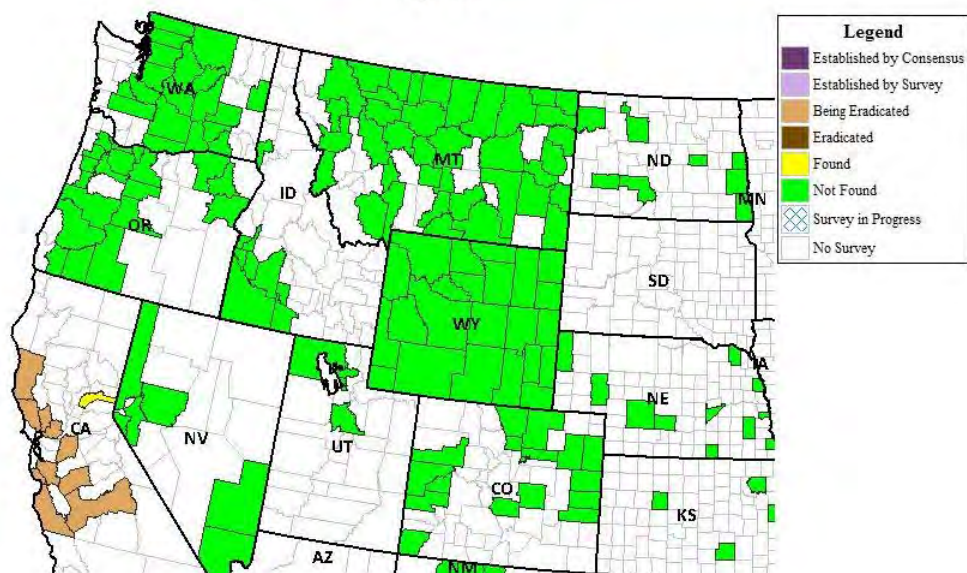 Legend
Established by Consensus
Established by Survey
Being Eradicated
Eradicated
Found
Not Found
Survey in Progress
No Survey
WA
MT
ND
MN
OR
ID
SD
WY
IA
NE
CA
NV
UT
CO
KS
AZ
NM